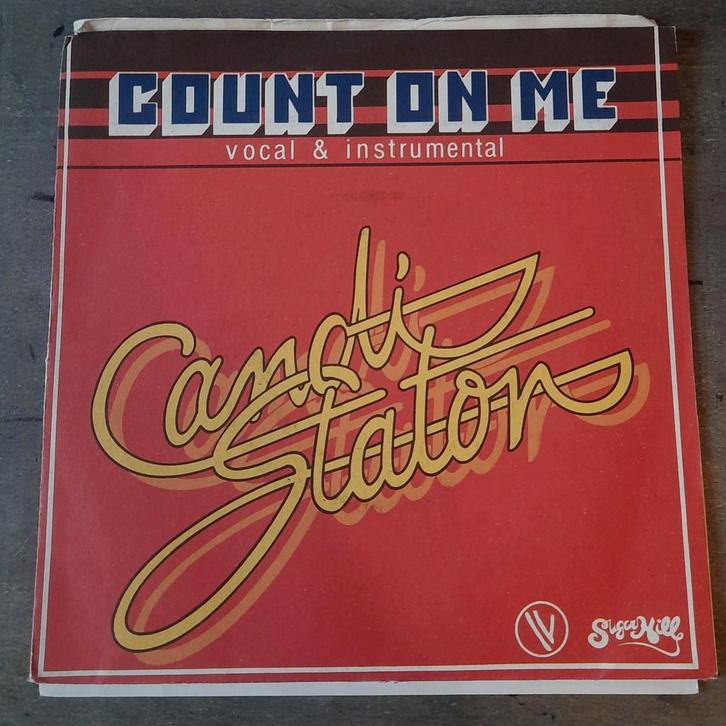 COUNT ON ME
vocal & instrumental
Candi
Staton
Sugar Hill